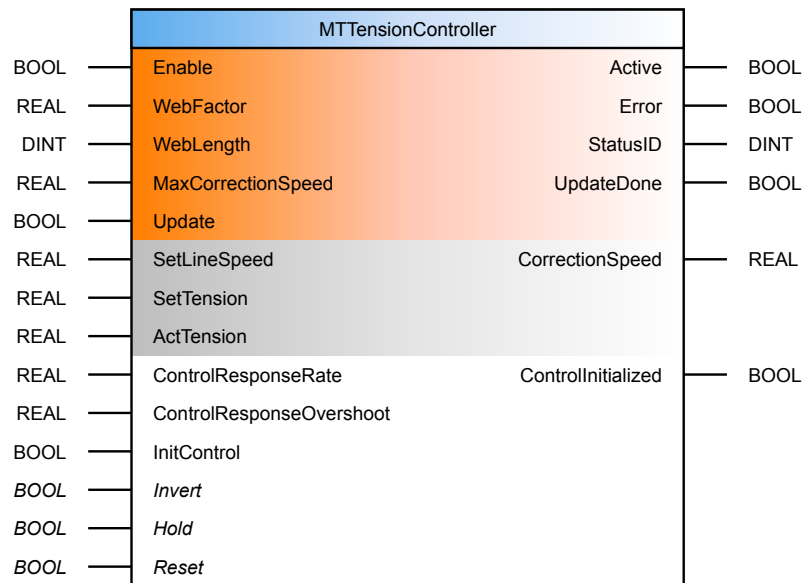 MTTensionController
BOOL Enable Active BOOL
REAL WebFactor Error BOOL
DINT WebLength StatusID DINT
REAL MaxCorrectionSpeed UpdateDone BOOL
BOOL Update
REAL SetLineSpeed CorrectionSpeed REAL
REAL SetTension
REAL ActTension
REAL ControlResponseRate ControlInitialized BOOL
REAL ControlResponseOvershoot
BOOL InitControl
BOOL Invert
BOOL Hold
BOOL Reset